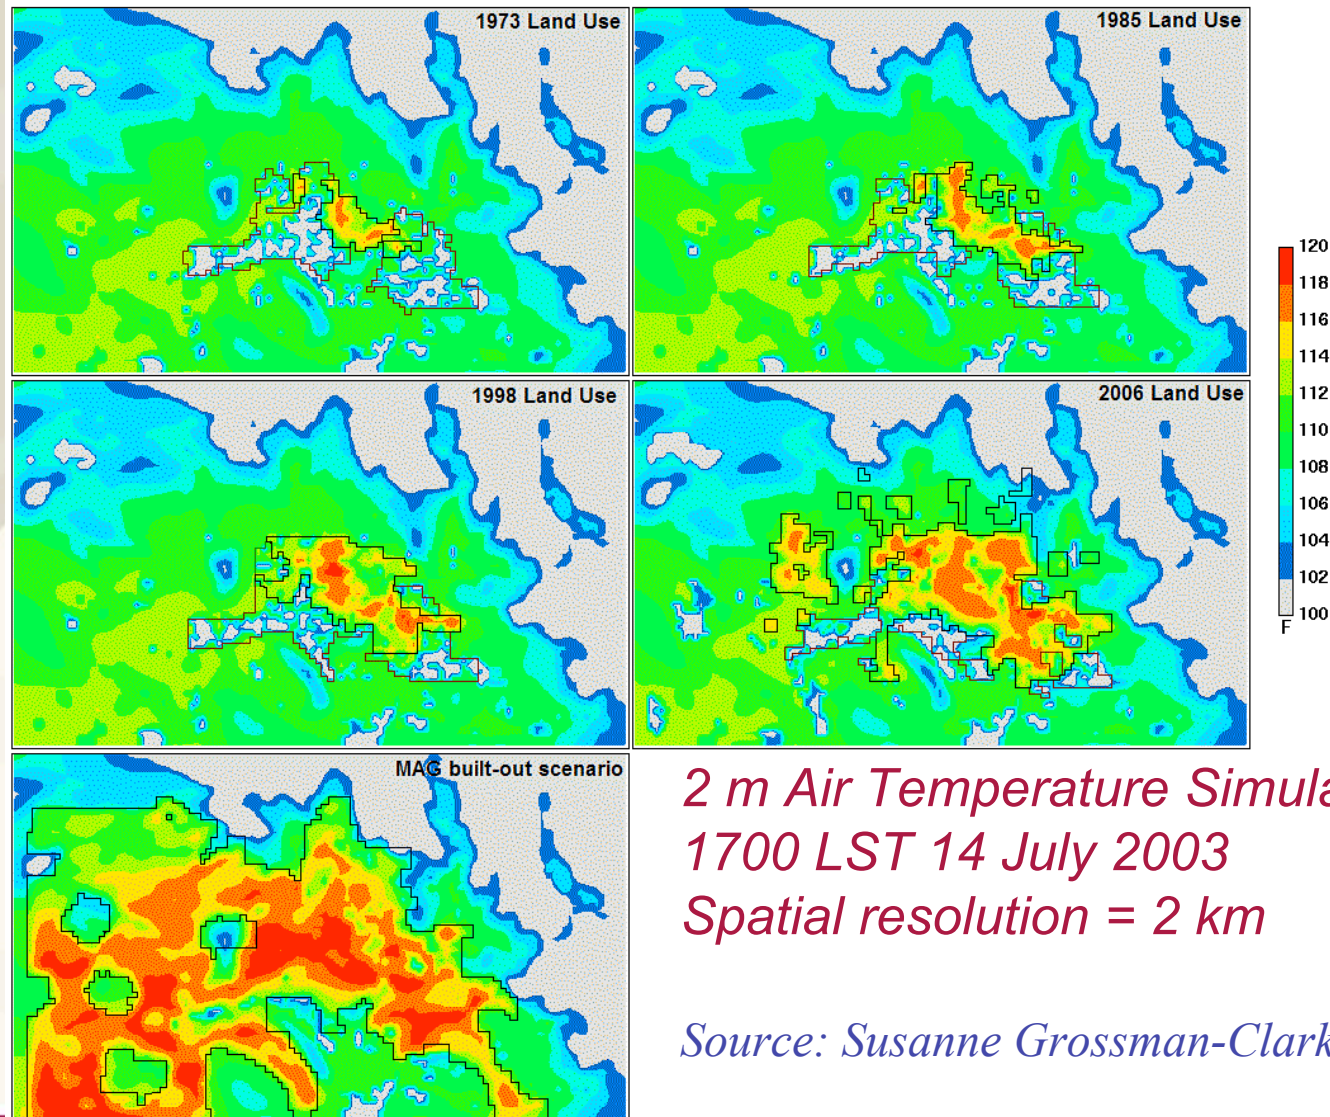 1973 Land Use
1985 Land Use
1998 Land Use
2006 Land Use
120
118
116
114
112
110
108
106
104
102
100
F
MAG built-out scenario
2 m Air Temperature Simula
1700 LST 14 July 2003
Spatial resolution = 2 km
Source: Susanne Grossman-Clark